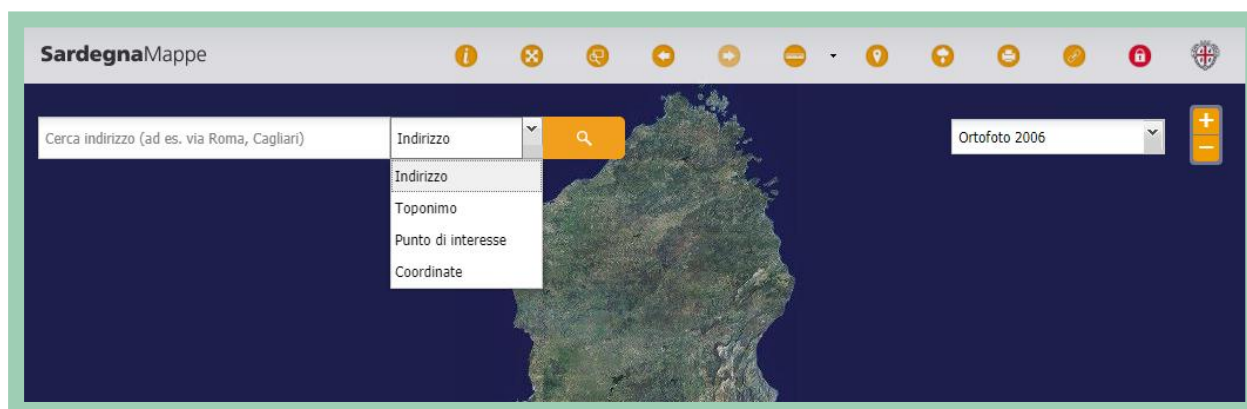 SardegnaMappe
Cerca indirizzo (ad es. via Roma, Cagliari)
Indirizzo
Ortofoto 2006
Indirizzo
Toponimo
Punto di interesse
Coordinate